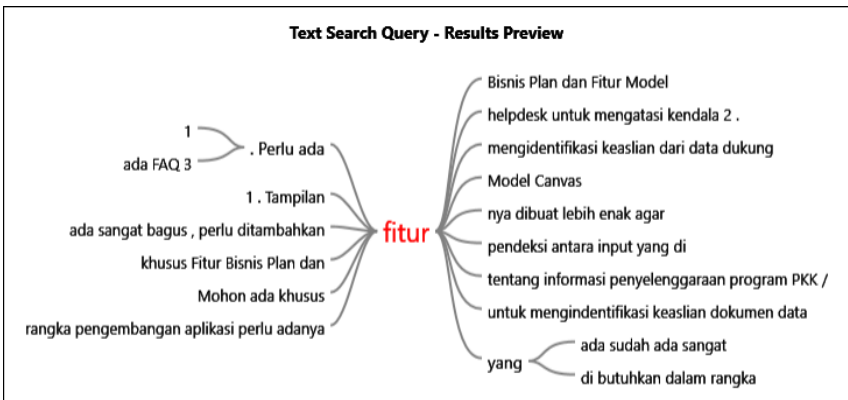 Text Search Query - Results Preview
1
ada FAQ 3
. Perlu ada
1 . Tampilan
ada sangat bagus , perlu ditambahkan
khusus Fitur Bisnis Plan dan
Mohon ada khusus
rangka pengembangan aplikasi perlu adanya
fitur
Bisnis Plan dan Fitur Model
helpdesk untuk mengatasi kendala 2 .
mengidentifikasi keaslian dari data dukung
Model Canvas
nya dibuat lebih enak agar
pendeksi antara input yang di
tentang informasi penyelenggaraan program PKK /
untuk mengindentifikasi keaslian dokumen data
yang
ada sudah ada sangat
di butuhkan dalam rangka